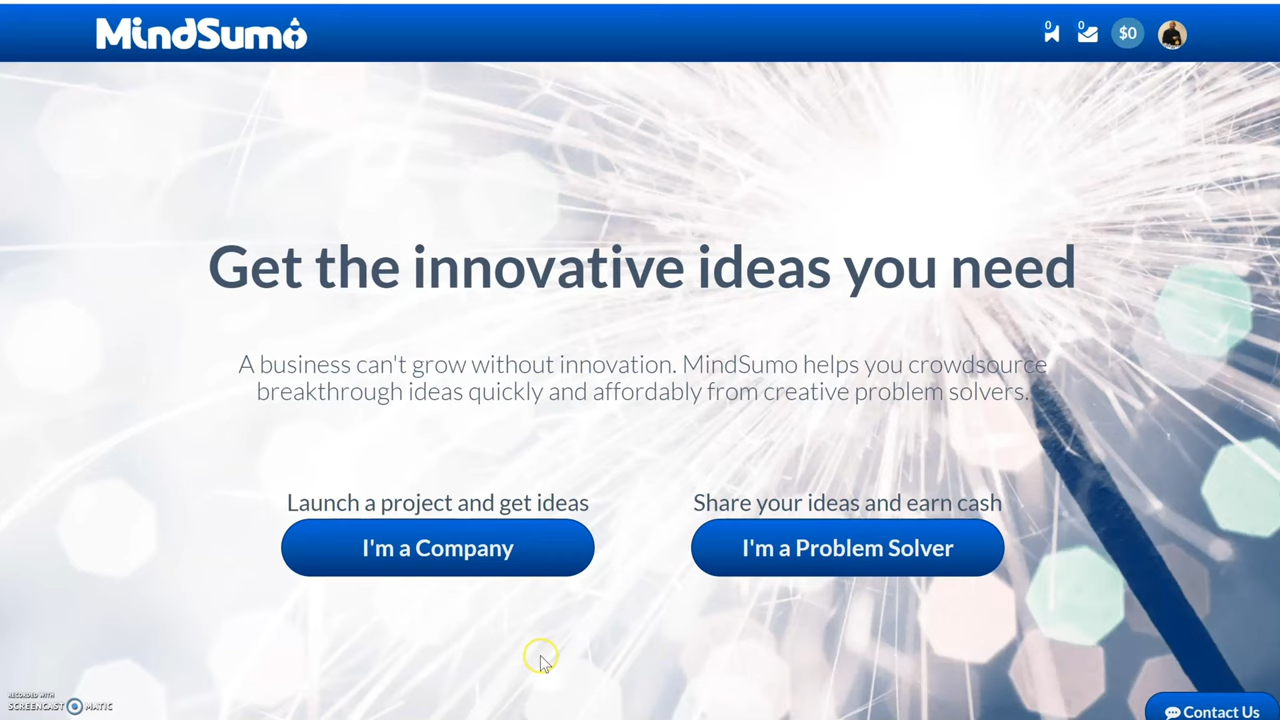 MindSumo
0
0
$0
Get the innovative ideas you need
A business can't grow without innovation. MindSumo helps you crowdsource
breakthrough ideas quickly and affordably from creative problem solvers.
Launch a project and get ideas
Share your ideas and earn cash
I'm a Company
I'm a Problem Solver
RECORDED WITH
SCREENCAST MATIC
Contact Us